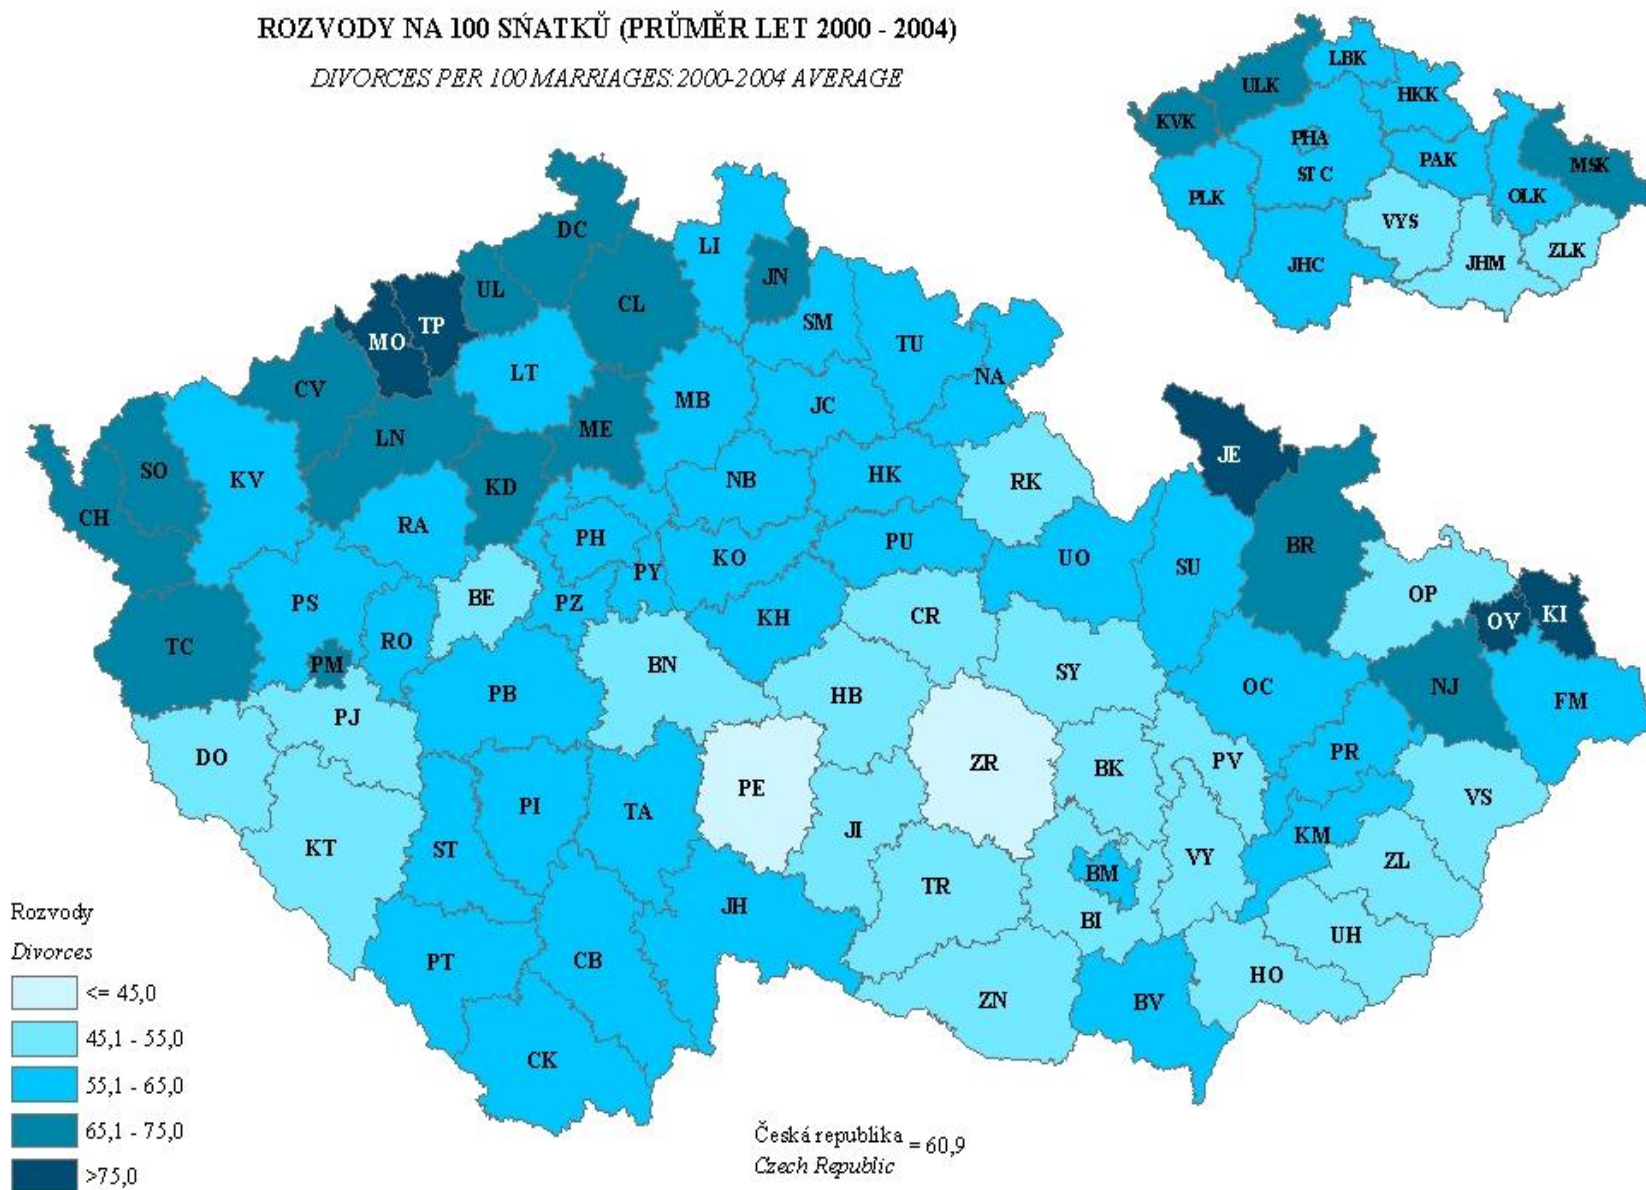 ROZVODY NA 100 SŇATKŮ (PRŮMĚR LET 2000 - 2004)
DIVORCES PER 100 MARRIAGES: 2000-2004 AVERAGE
LBK
ULK
HKK
KVK
PHA
PAK
MSK
ST C
PLK
OLK
VYS
ZLK
JHC
JHM
DC
LI
UL
CL
JN
TP
MO
SM
TU
LT
NA
CV
MB
JC
LN
ME
SO
KV
KD
NB
HK
RK
JE
CH
RA
PH
KO
PU
UO
BR
SU
PY
PS
BE
PZ
KH
CR
OP
OV
KI
TC
RO
PM
BN
SY
PB
HB
OC
NJ
FM
PJ
DO
PR
ZR
BK
PV
PE
VS
PI
TA
KT
ST
JI
KM
VY
ZL
BM
TR
JH
BI
UH
PT
CB
HO
ZN
BV
CK
Rozvody
Divorces
<= 45,0
45,1 - 55,0
55,1 - 65,0
65,1 - 75,0
>75,0
Česká republika = 60,9
Czech Republic